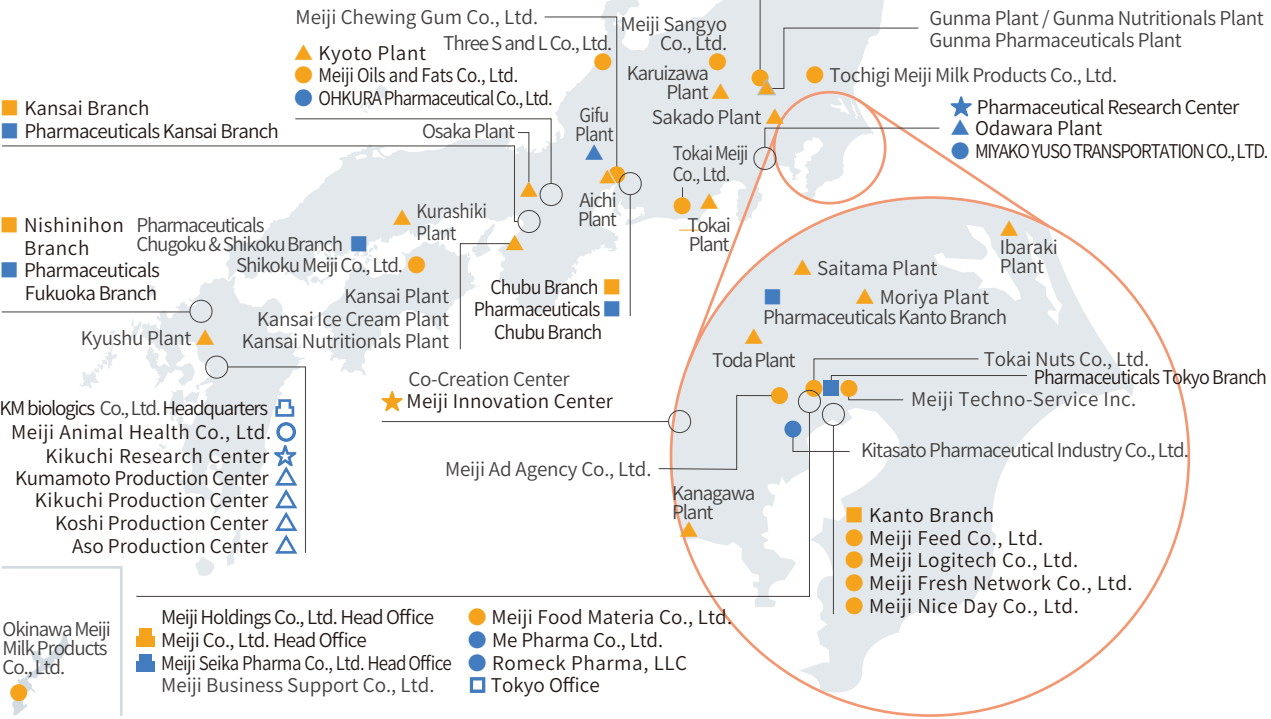 Meiji Chewing Gum Co., Ltd.
Kyoto Plant
Meiji Oils and Fats Co., Ltd.
OHKURA Pharmaceutical Co., Ltd.
Three S and L Co., Ltd.
Meiji Sangyo
Co., Ltd.
Gunma Plant / Gunma Nutritionals Plant
Gunma Pharmaceuticals Plant
Karuizawa
Plant
Tochigi Meiji Milk Products Co., Ltd.
Sakado Plant
Pharmaceutical Research Center
Odawara Plant
MIYAKO YUSO TRANSPORTATION CO., LTD.
Kansai Branch
Pharmaceuticals Kansai Branch
Osaka Plant
Gifu
Plant
Tokai Meiji
Co., Ltd.
Aichi
Plant
Tokai
Plant
Nishinihon
Branch
Pharmaceuticals
Fukuoka Branch
Pharmaceuticals
Chugoku & Shikoku Branch
Kurashiki
Plant
Shikoku Meiji Co., Ltd.
Kansai Plant
Kansai Ice Cream Plant
Kansai Nutritionals Plant
Chubu Branch
Pharmaceuticals
Chubu Branch
Kyushu Plant
Ibaraki
Plant
Saitama Plant
Moriya Plant
Pharmaceuticals Kanto Branch
Toda Plant
Tokai Nuts Co., Ltd.
Pharmaceuticals Tokyo Branch
Meiji Techno-Service Inc.
Co-Creation Center
Meiji Innovation Center
KM biologics Co., Ltd. Headquarters
Meiji Animal Health Co., Ltd.
Kikuchi Research Center
Kumamoto Production Center
Kikuchi Production Center
Koshi Production Center
Aso Production Center
Meiji Ad Agency Co., Ltd.
Kitasato Pharmaceutical Industry Co., Ltd.
Kanagawa
Plant
Kanto Branch
Meiji Feed Co., Ltd.
Meiji Logitech Co., Ltd.
Meiji Fresh Network Co., Ltd.
Meiji Nice Day Co., Ltd.
Okinawa Meiji
Milk Products
Co., Ltd.
Meiji Holdings Co., Ltd. Head Office
Meiji Co., Ltd. Head Office
Meiji Seika Pharma Co., Ltd. Head Office
Meiji Business Support Co., Ltd.
Meiji Food Materia Co., Ltd.
Me Pharma Co., Ltd.
Romeck Pharma, LLC
Tokyo Office